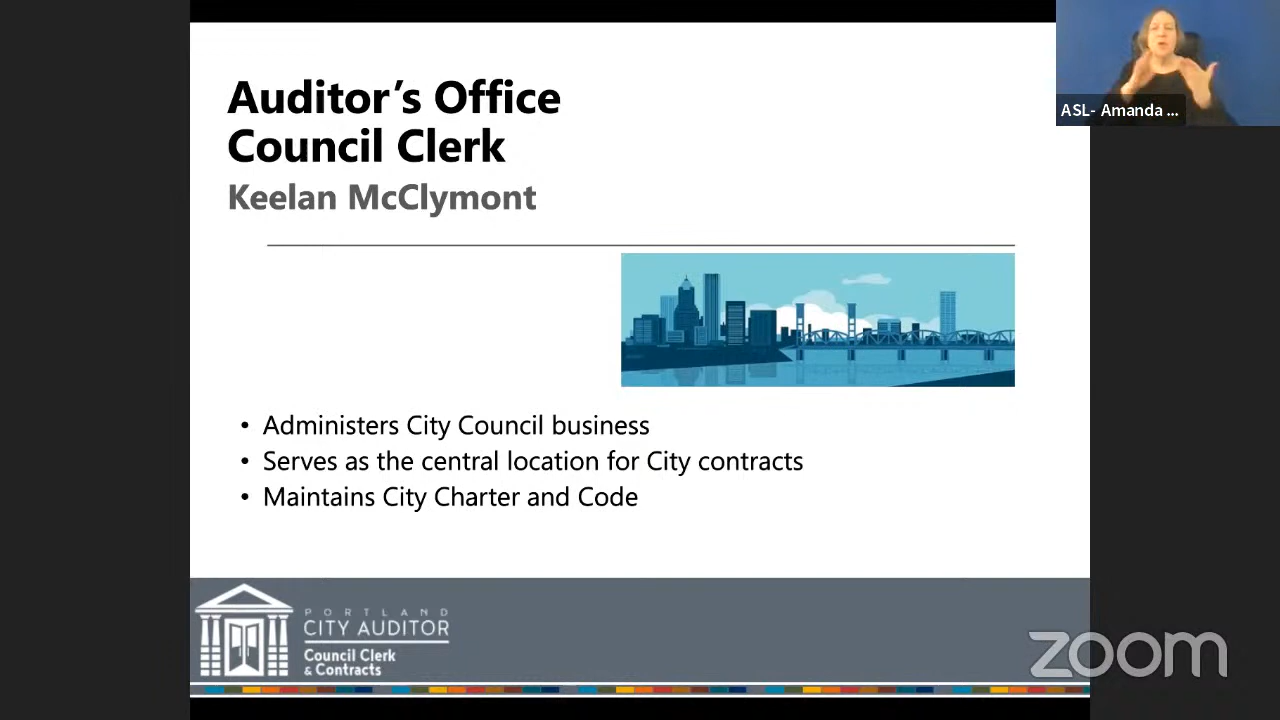 Auditor's Office
Council Clerk
Keelan McClymont
ASL- Amanda ...
• Administers City Council business
• Serves as the central location for City contracts
• Maintains City Charter and Code
PORTLAND
CITY AUDITOR
Council Clerk
& Contracts
zoom